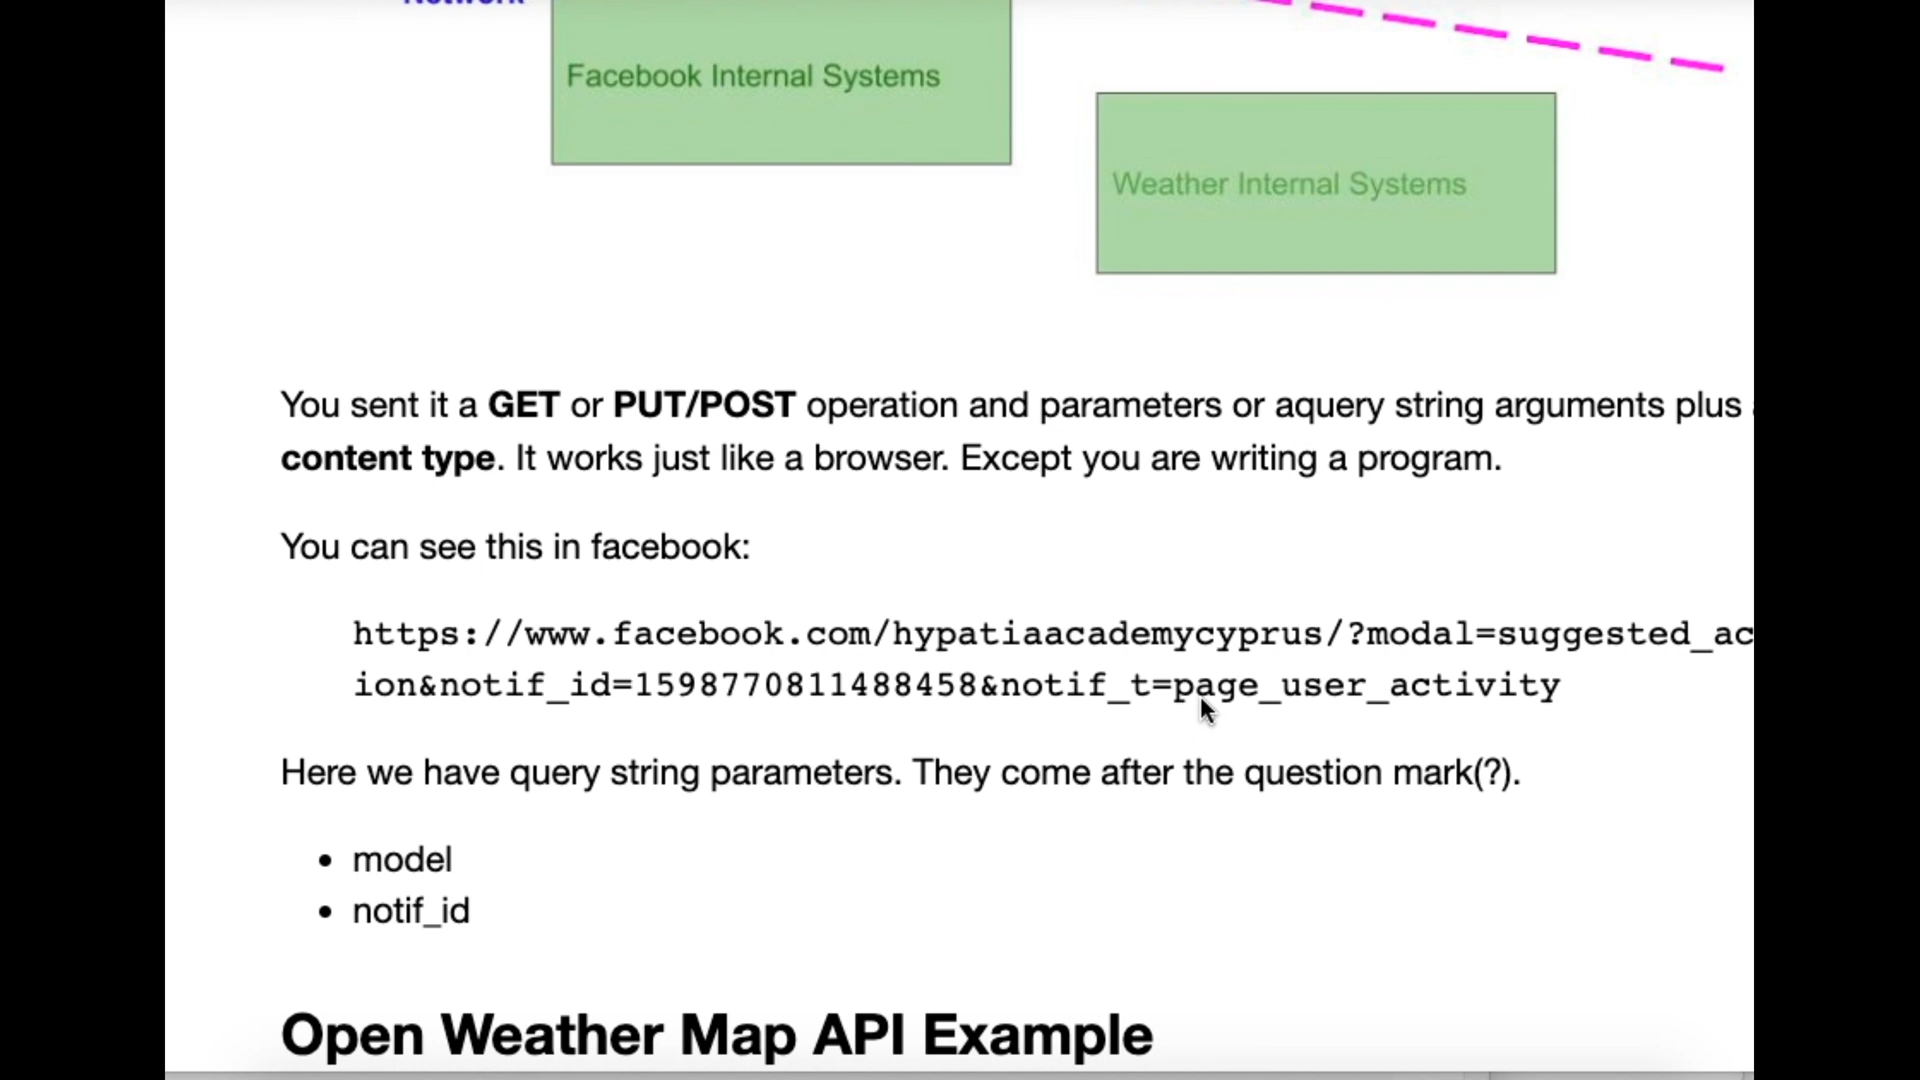 Network
Facebook Internal Systems
Weather Internal Systems
You sent it a GET or PUT/POST operation and parameters or aquery string arguments plus
content type. It works just like a browser. Except you are writing a program.
You can see this in facebook:
https://www.facebook.com/hypatiaacademycyprus/?modal=suggested_ac
ion&notif_id=1598770811488458&notif_t=page_user_activity
Here we have query string parameters. They come after the question mark(?).
• model
• notif_id
Open Weather Map API Example